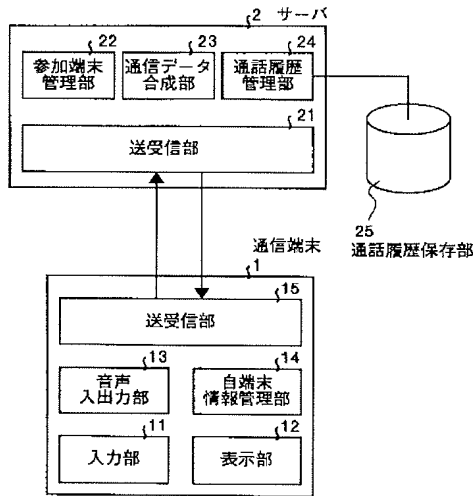 2 サーバ
22
23
24
参加端末
管理部
通信データ
合成部
通話履歴
管理部
21
送受信部
25
通話履歴保存部
通信端末
1
15
送受信部
13
14
音声
入出力部
自端末
情報管理部
11
12
入力部
表示部